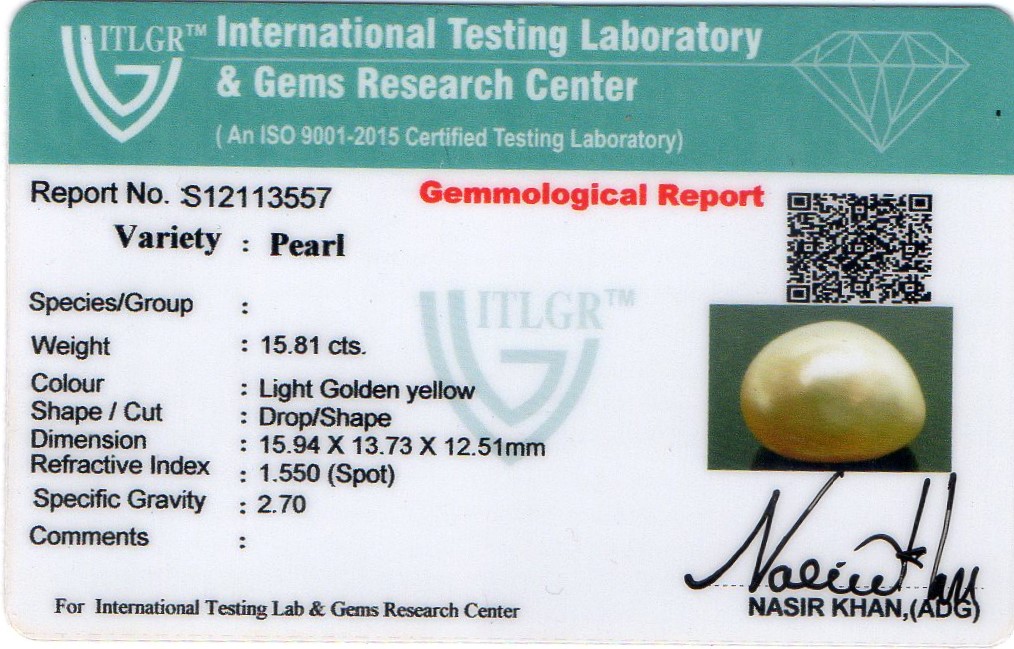 ITLGR™
International Testing Laboratory
& Gems Research Center
( An ISO 9001-2015 Certified Testing Laboratory)
Report No. S12113557
Gemmological Report
Variety : Pearl
ITLGR™
Species/Group :
Weight : 15.81 cts.
Colour : Light Golden yellow
Shape / Cut : Drop/Shape
Dimension : 15.94 X 13.73 X 12.51mm
Refractive Index : 1.550 (Spot)
Specific Gravity : 2.70
Comments :
For International Testing Lab & Gems Research Center
NASIR KHAN,(ADG)